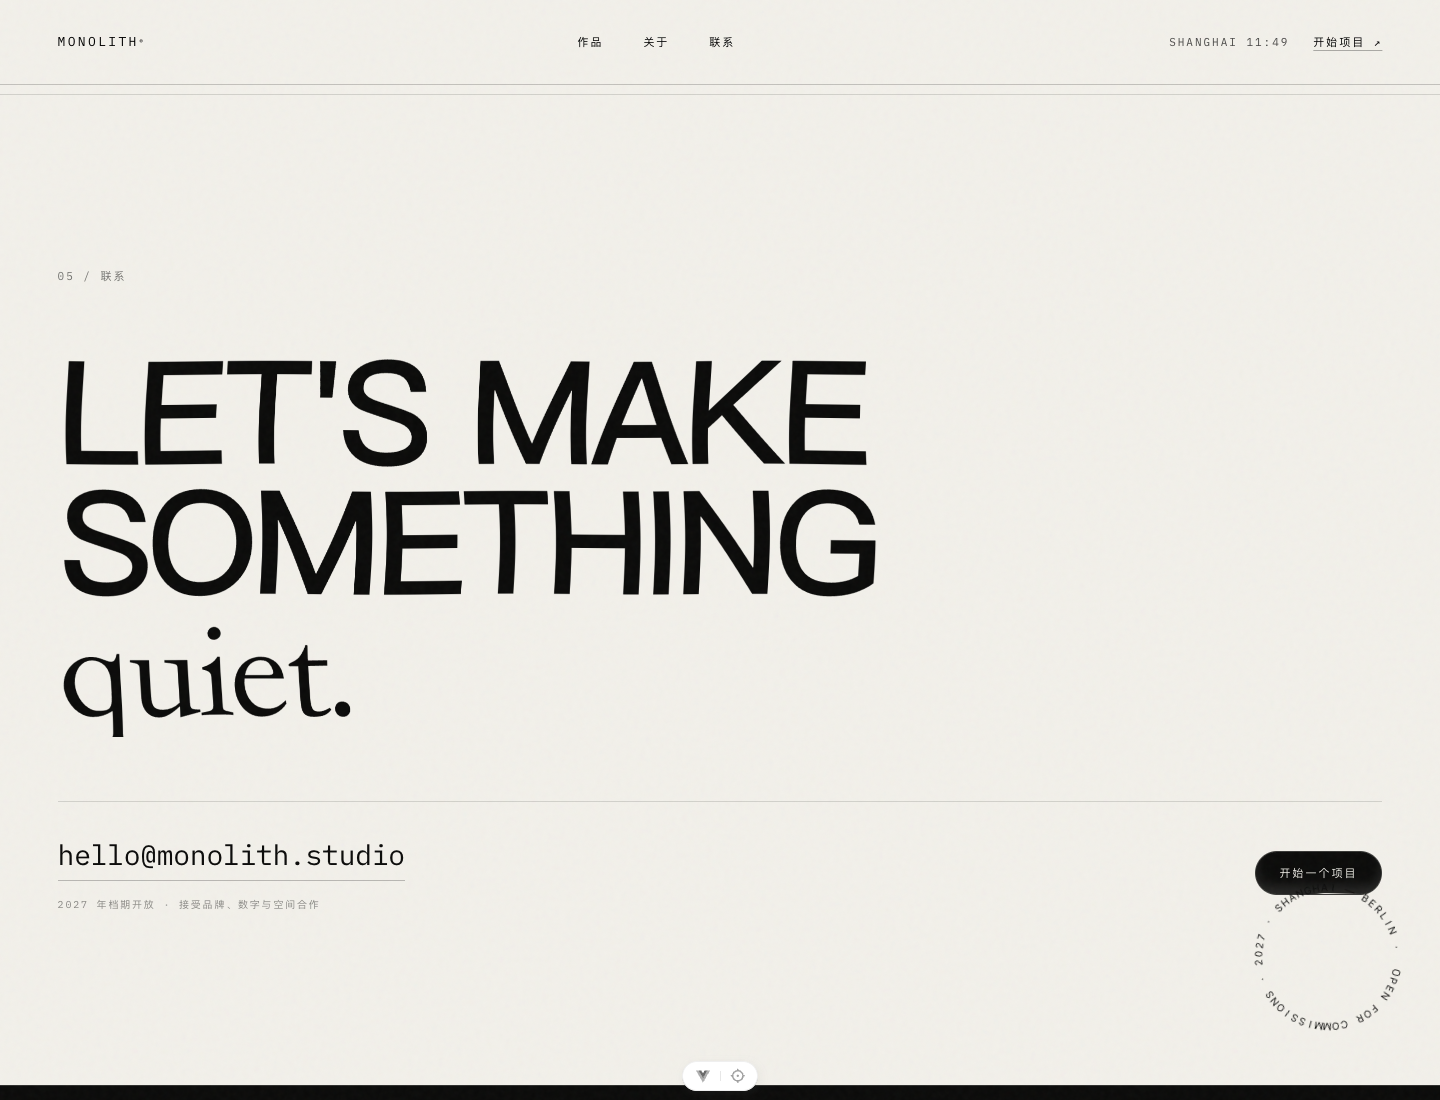 MONOLITH®
作品 关于 联系
SHANGHAI 11:49 开始项目 ↗
05 / 联系
LET'S MAKE
SOMETHING
quiet.
hello@monolith.studio
2027 年档期开放 · 接受品牌、数字与空间合作
开始一个项目
SHANGHAI · BERLIN · OPEN FOR COMMISSIONS · 2027 ·